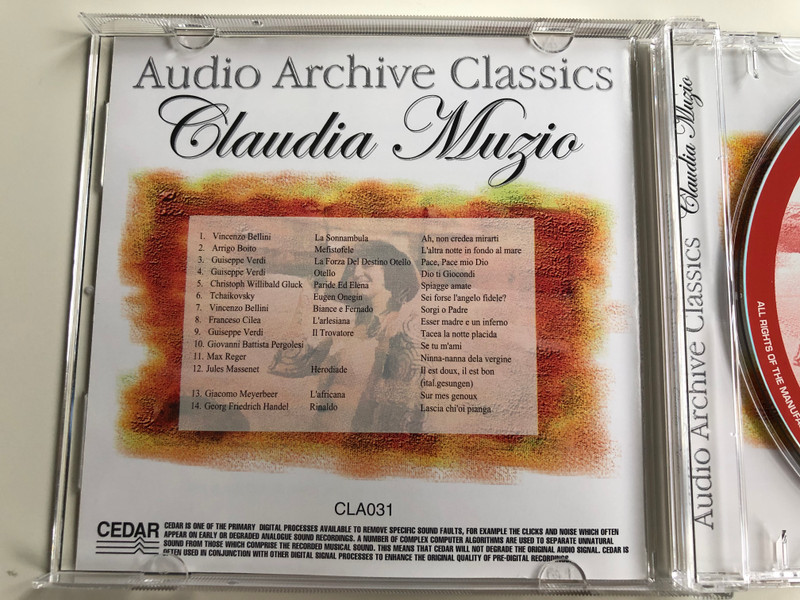 Audio Archive Classics
Claudia Muzio
1. Vincenzo Bellini La Sonnambula Ah, non credea mirarti
2. Arrigo Boito Mefistofele L'altra notte in fondo al mare
3. Guiseppe Verdi La Forza Del Destino Otello Pace, Pace mio Dio
4. Guiseppe Verdi Otello Dio ti Giocondi
5. Christoph Willibald Gluck Paride Ed Elena Spiagge amate
6. Tchaikovsky Eugen Onegin Sei forse l'angelo fidele?
7. Vincenzo Bellini Biance e Fernado Sorgi o Padre
8. Franceso Cilea L'arlesiana Esser madre e un inferno
9. Guiseppe Verdi Il Trovatore Tacea la notte placida
10. Giovanni Battista Pergolesi Se tu m'ami
11. Max Reger Ninna-nanna dela vergine
12. Jules Massenet Herodiade Il est doux, il est bon
(ital.gesungen)
13. Giacomo Meyerbeer L'africana Sur mes genoux
14. Georg Friedrich Handel Rinaldo Lascia chi'oi pianga
CLA031
CEDAR
CEDAR IS ONE OF THE PRIMARY DIGITAL PROCESSES AVAILABLE TO REMOVE SPECIFIC SOUND FAULTS, FOR EXAMPLE THE CLICKS AND NOISE WHICH OFTEN
APPEAR ON EARLY OR DEGRADED ANALOGUE SOUND RECORDINGS. A NUMBER OF COMPLEX COMPUTER ALGORITHMS ARE USED TO SEPARATE UNNATURAL
SOUND FROM THOSE WHICH COMPRISE THE RECORDED MUSICAL SOUND. THIS MEANS THAT CEDAR WILL NOT DEGRADE THE ORIGINAL AUDIO SIGNAL. CEDAR IS
OFTEN USED IN CONJUNCTION WITH OTHER DIGITAL SIGNAL PROCESSES TO ENHANCE THE ORIGINAL QUALITY OF PRE-DIGITAL RECORDINGS
Audio Archive Classics Claudia Muzio
ALL RIGHTS OF THE